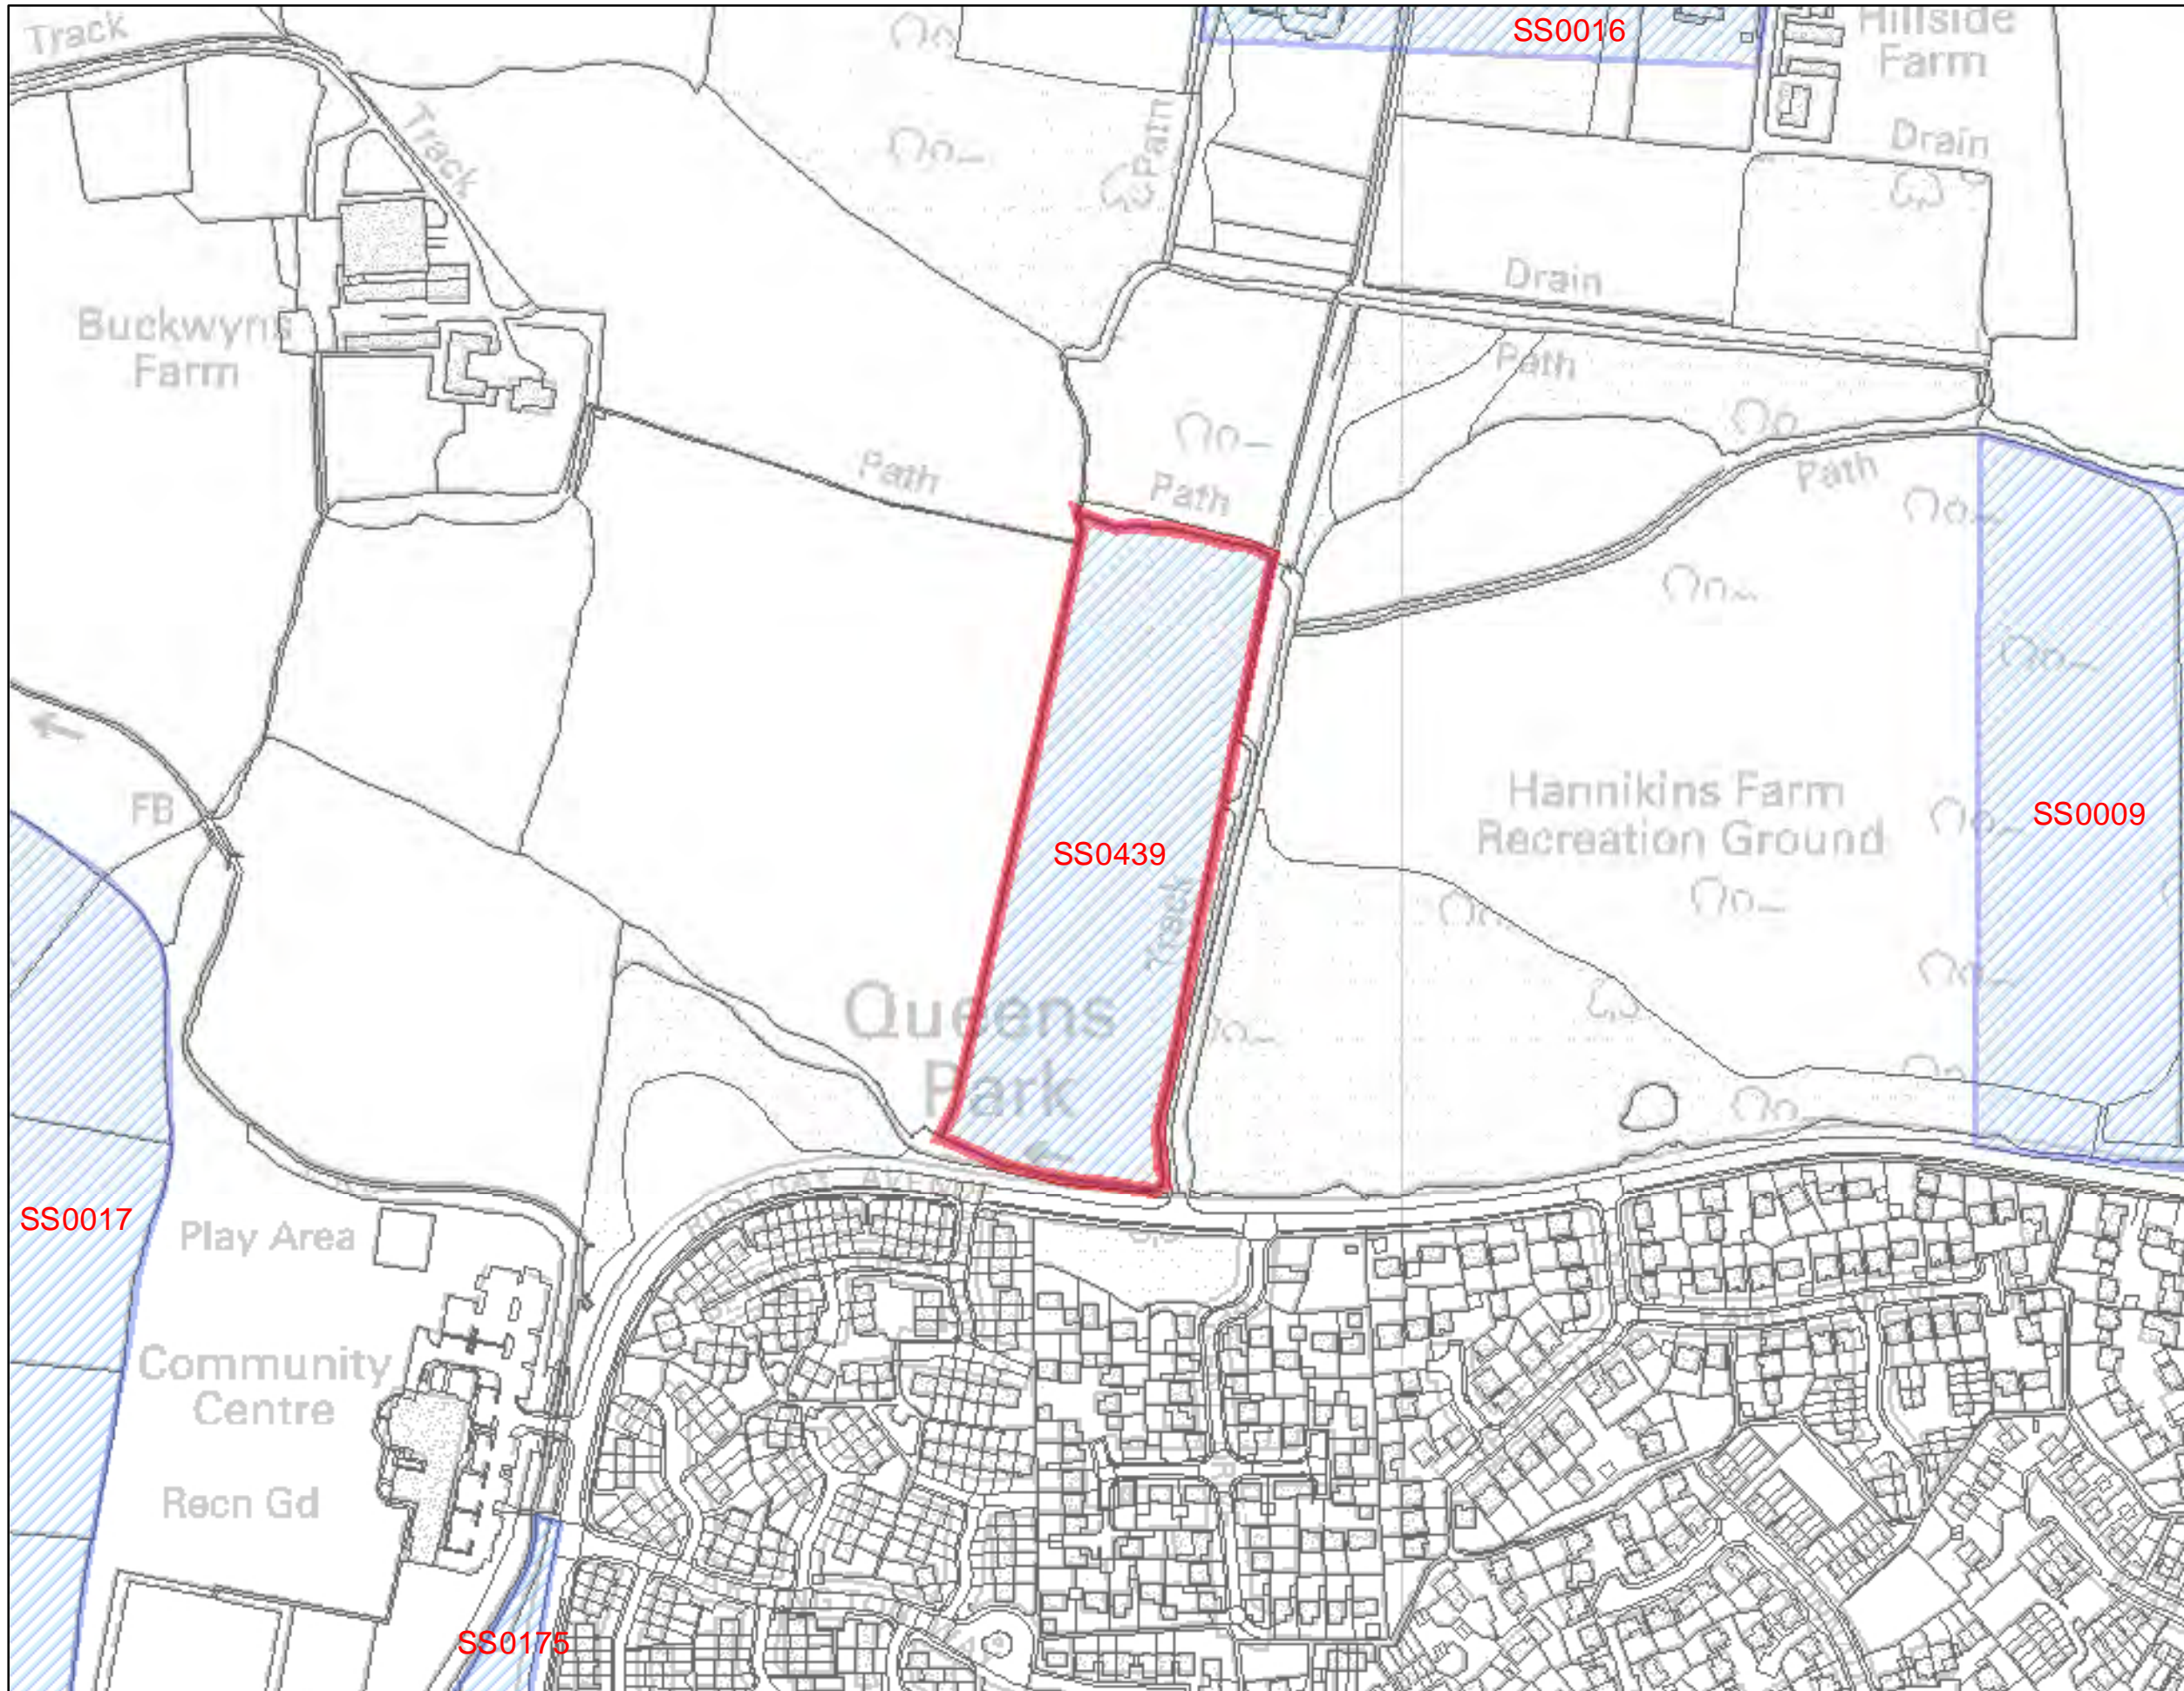 Track
SS0016
Hillside
Farm
Track
Path
Drain
Drain
Buckwyns
Farm
Path
Path
Path
Path
FB
Hannikins Farm
Recreation Ground
SS0009
SS0439
Track
Queens
Park
AVENUE
SS0017
Play Area
Community
Centre
Recn Gd
SS0175